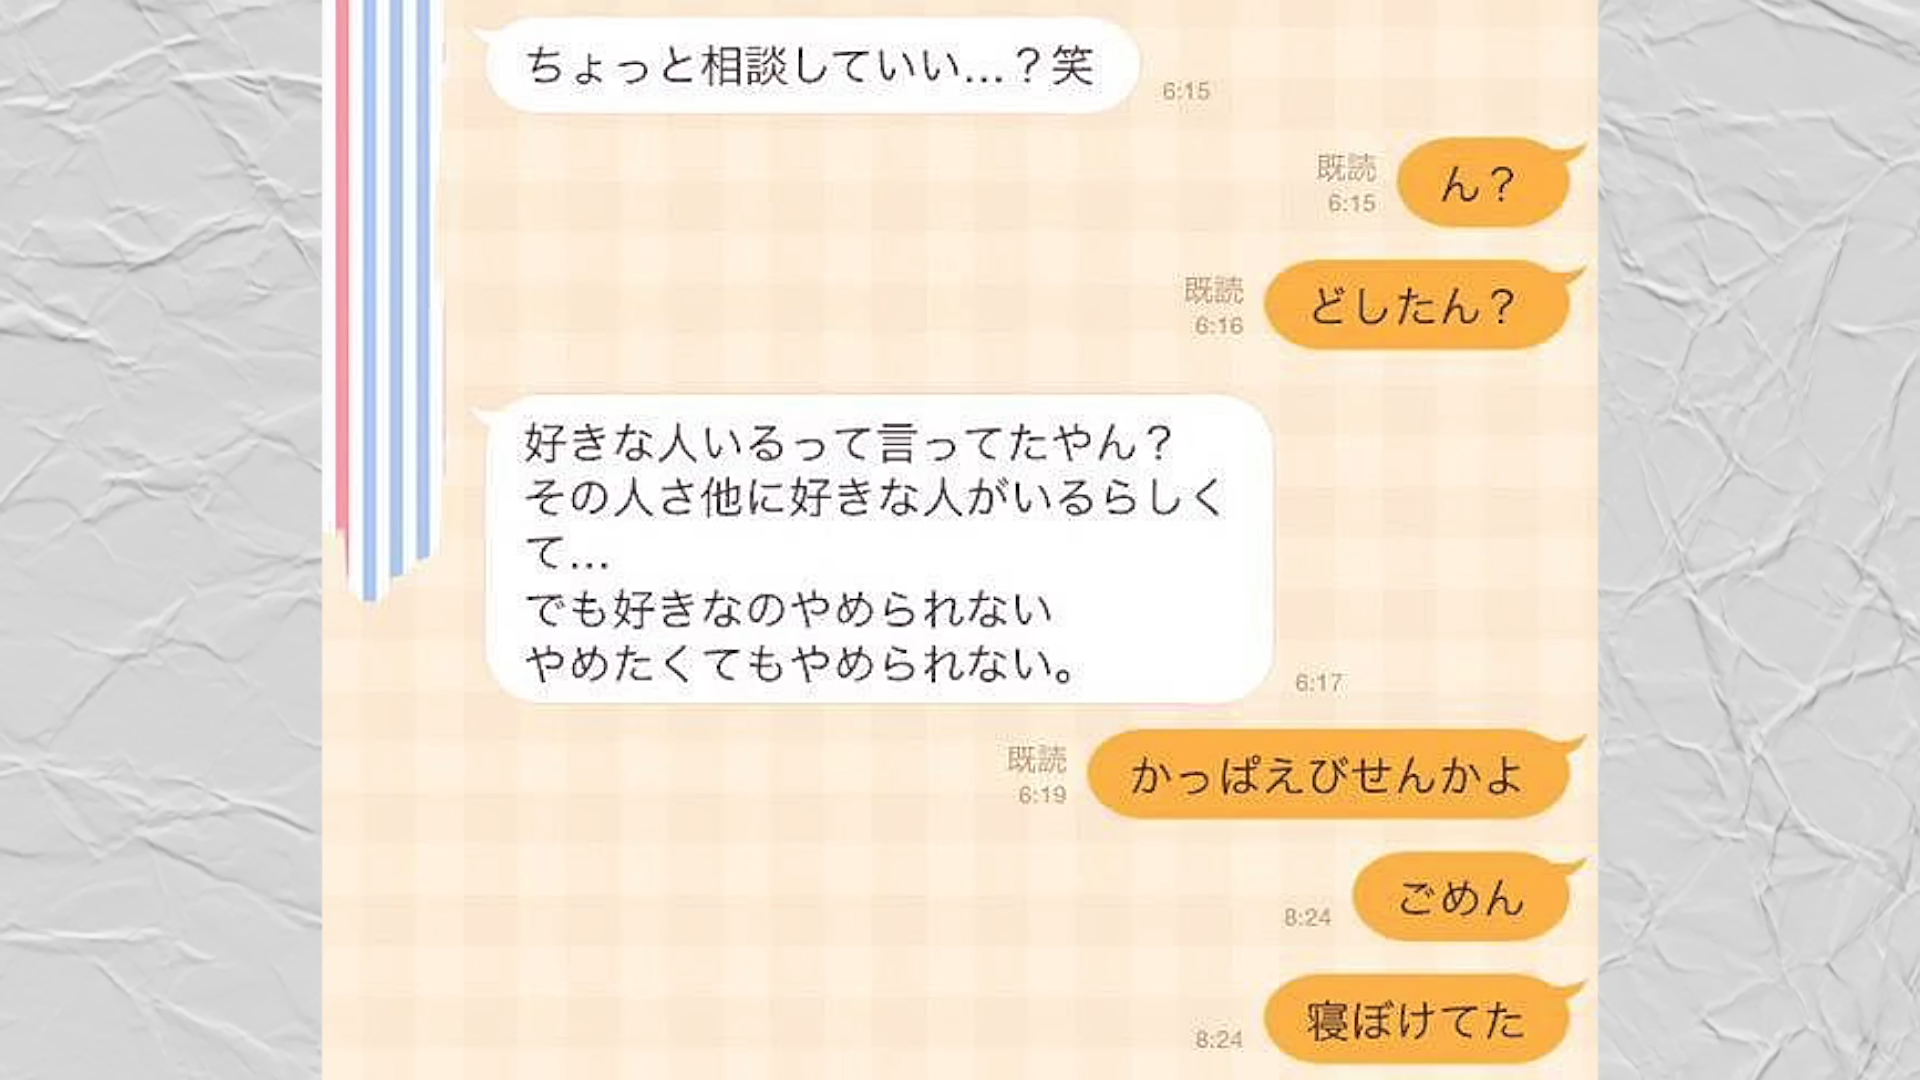 ちょっと相談していい…？笑
6:15
既読
6:15
ん？
既読
6:16
どしたん？
好きな人いるって言ってたやん？
その人さ他に好きな人がいるらしく
て…
でも好きなのやめられない
やめたくてもやめられない。
6:17
既読
6:19
かっぱえびせんかよ
8:24
ごめん
8:24
寝ぼけてた